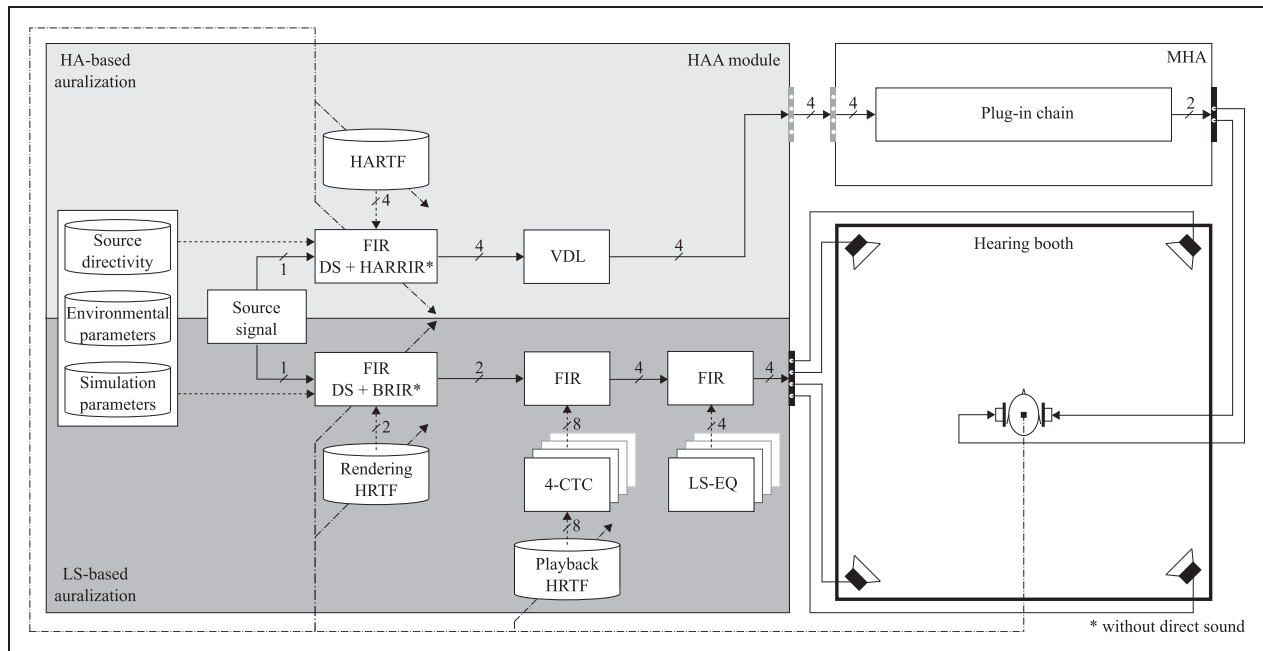 HA-based
auralization
HAA module
MHA
4
4
Plug-in chain
2
HARTF
4
Source
directivity
Environmental
parameters
Simulation
parameters
Source
signal
1
FIR
DS + HARRIR*
4
VDL
4
Hearing booth
1
FIR
DS + BRIR*
2
FIR
4
FIR
4
2
8
4
Rendering
HRTF
4-CTC
LS-EQ
8
Playback
HRTF
LS-based
auralization
* without direct sound